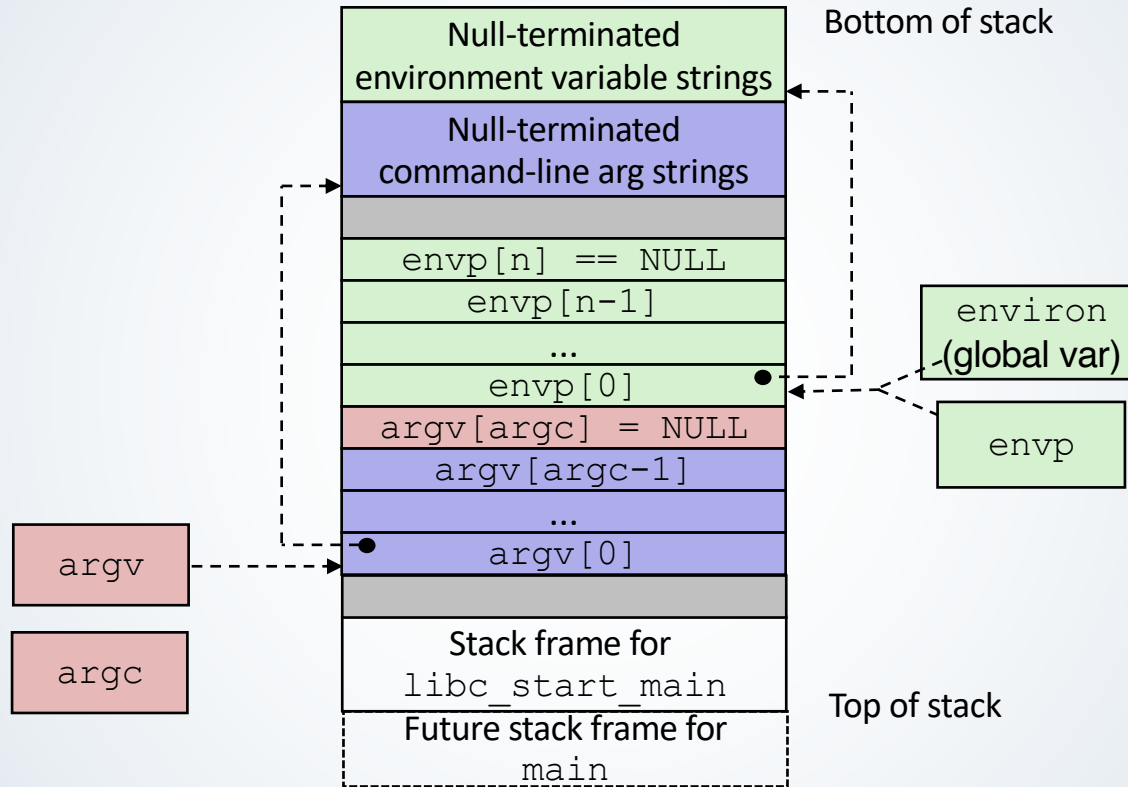 Bottom of stack
Null-terminated
environment variable strings
Null-terminated
command-line arg strings
envp[n] == NULL
envp[n-1]
...
envp[0]
argv[argc] = NULL
argv[argc-1]
...
argv[0]
environ
(global var)
envp
argv
argc
Stack frame for
libc_start_main
Top of stack
Future stack frame for
main